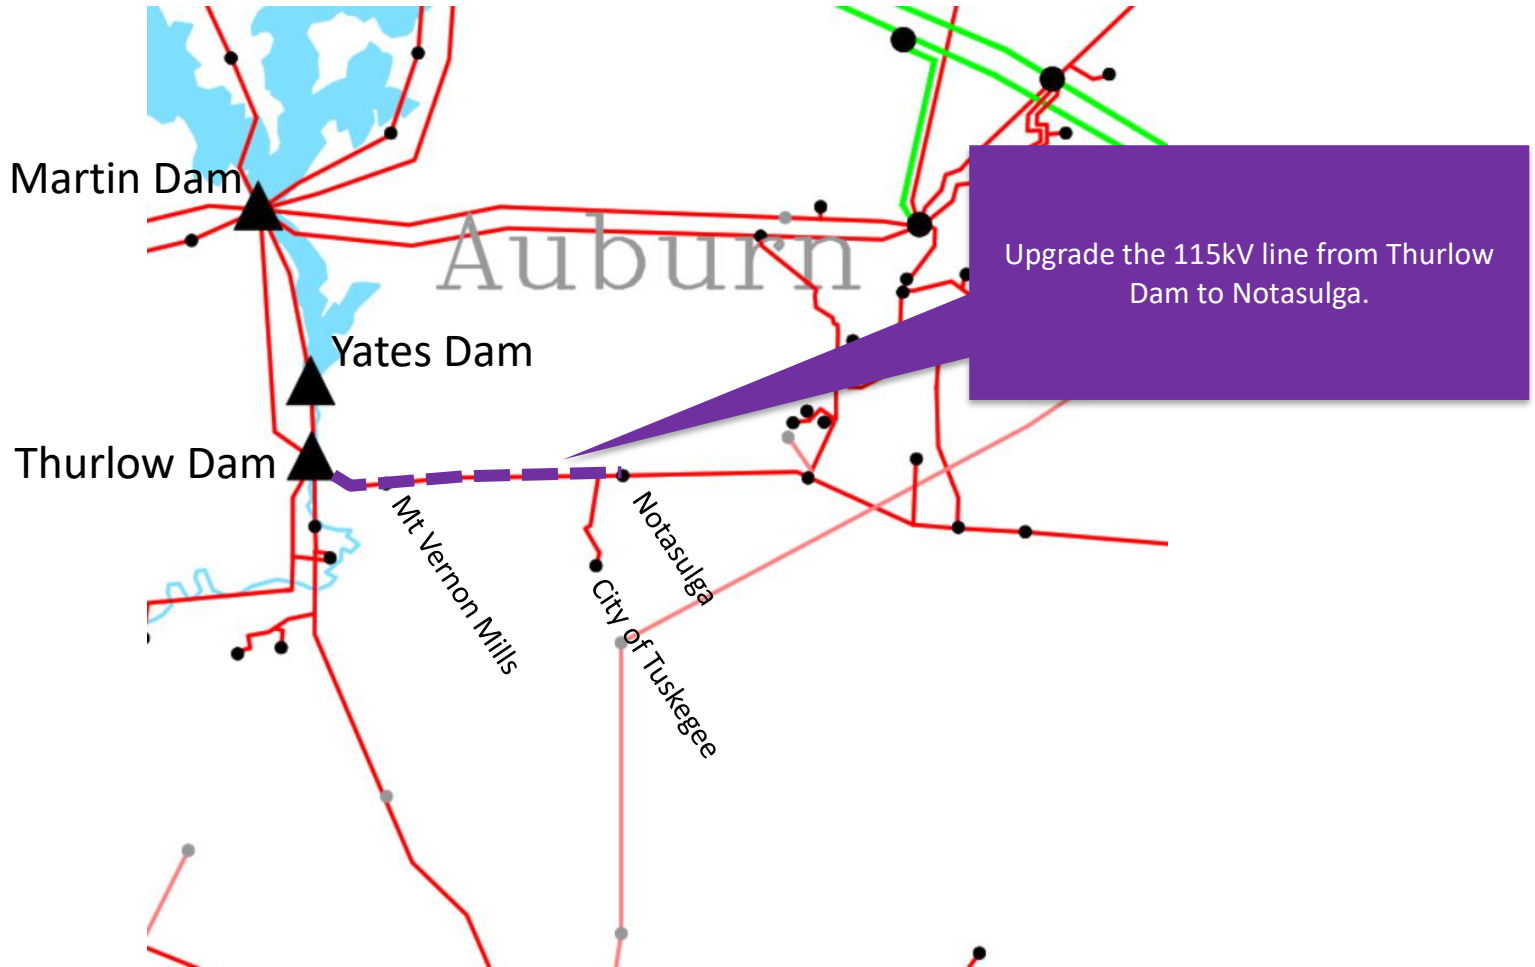 Martin Dam
Auburn
Upgrade the 115kV line from Thurlow
Dam to Notasulga.
Yates Dam
Thurlow Dam
Mt Vernon Mills
Notasulga
City of Tuskegee